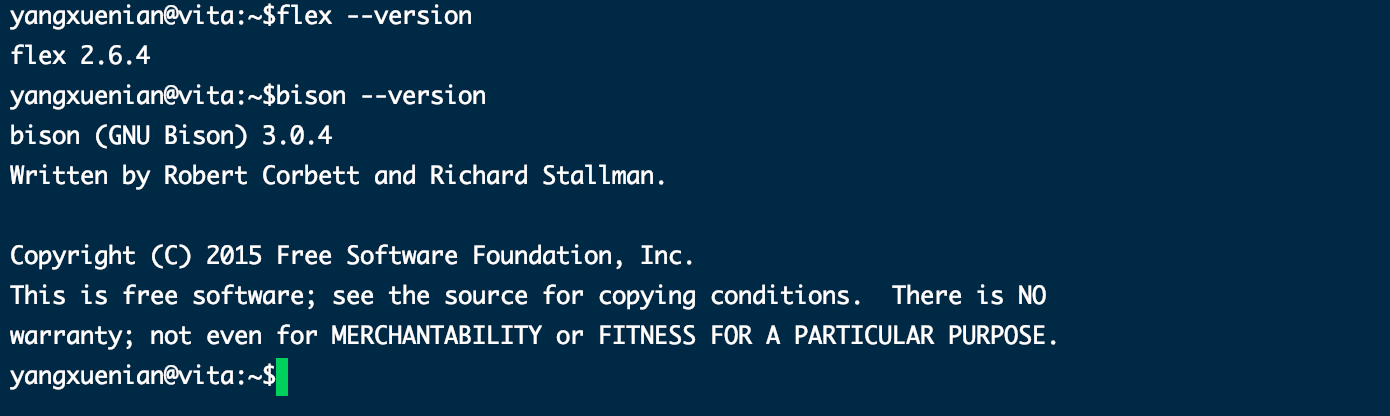 yangxuenian@vita:~$flex --version
flex 2.6.4
yangxuenian@vita:~$bison --version
bison (GNU Bison) 3.0.4
Written by Robert Corbett and Richard Stallman.
Copyright (C) 2015 Free Software Foundation, Inc.
This is free software; see the source for copying conditions.  There is NO
warranty; not even for MERCHANTABILITY or FITNESS FOR A PARTICULAR PURPOSE.
yangxuenian@vita:~$